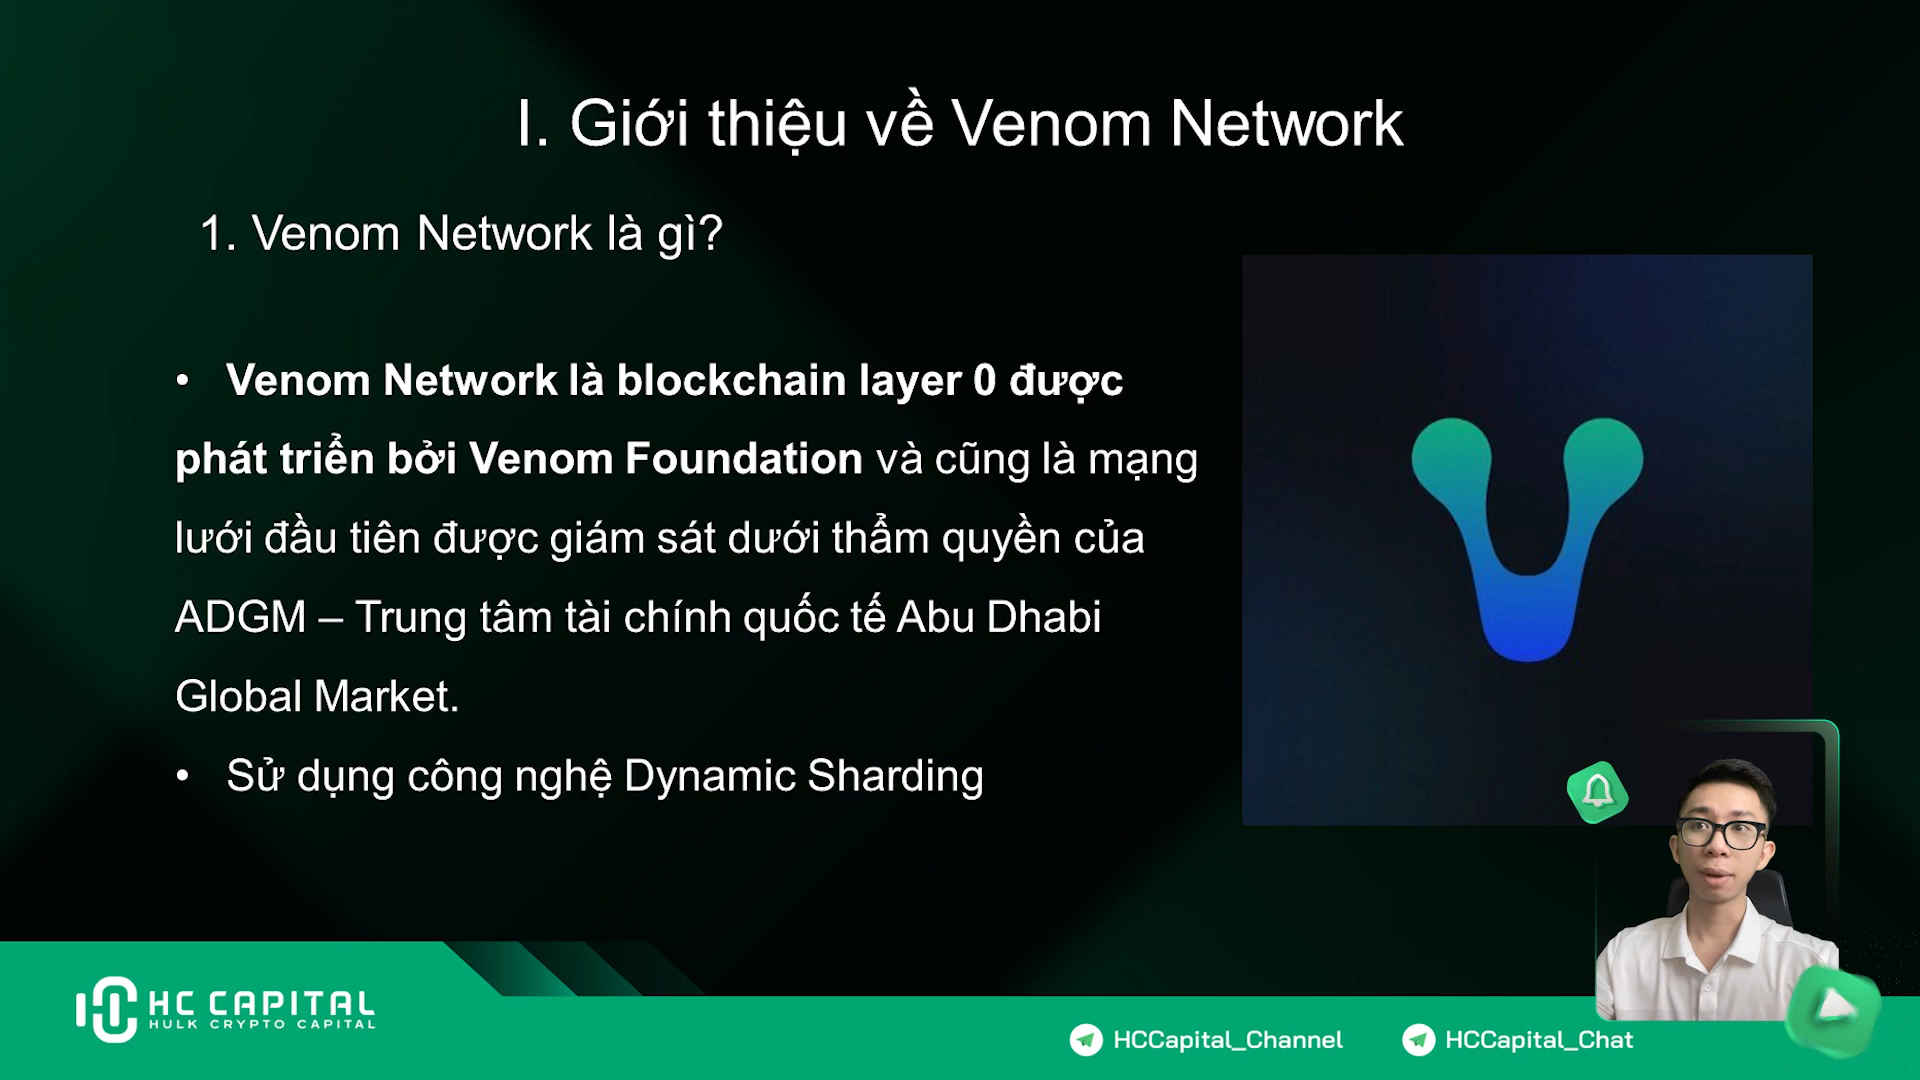 I. Giới thiệu về Venom Network
1. Venom Network là gì?
• Venom Network là blockchain layer 0 được
phát triển bởi Venom Foundation và cũng là mạng
lưới đầu tiên được giám sát dưới thẩm quyền của
ADGM – Trung tâm tài chính quốc tế Abu Dhabi
Global Market.
• Sử dụng công nghệ Dynamic Sharding
HC CAPITAL
HULK CRYPTO CAPITAL
HCCapital_Channel
HCCapital_Chat